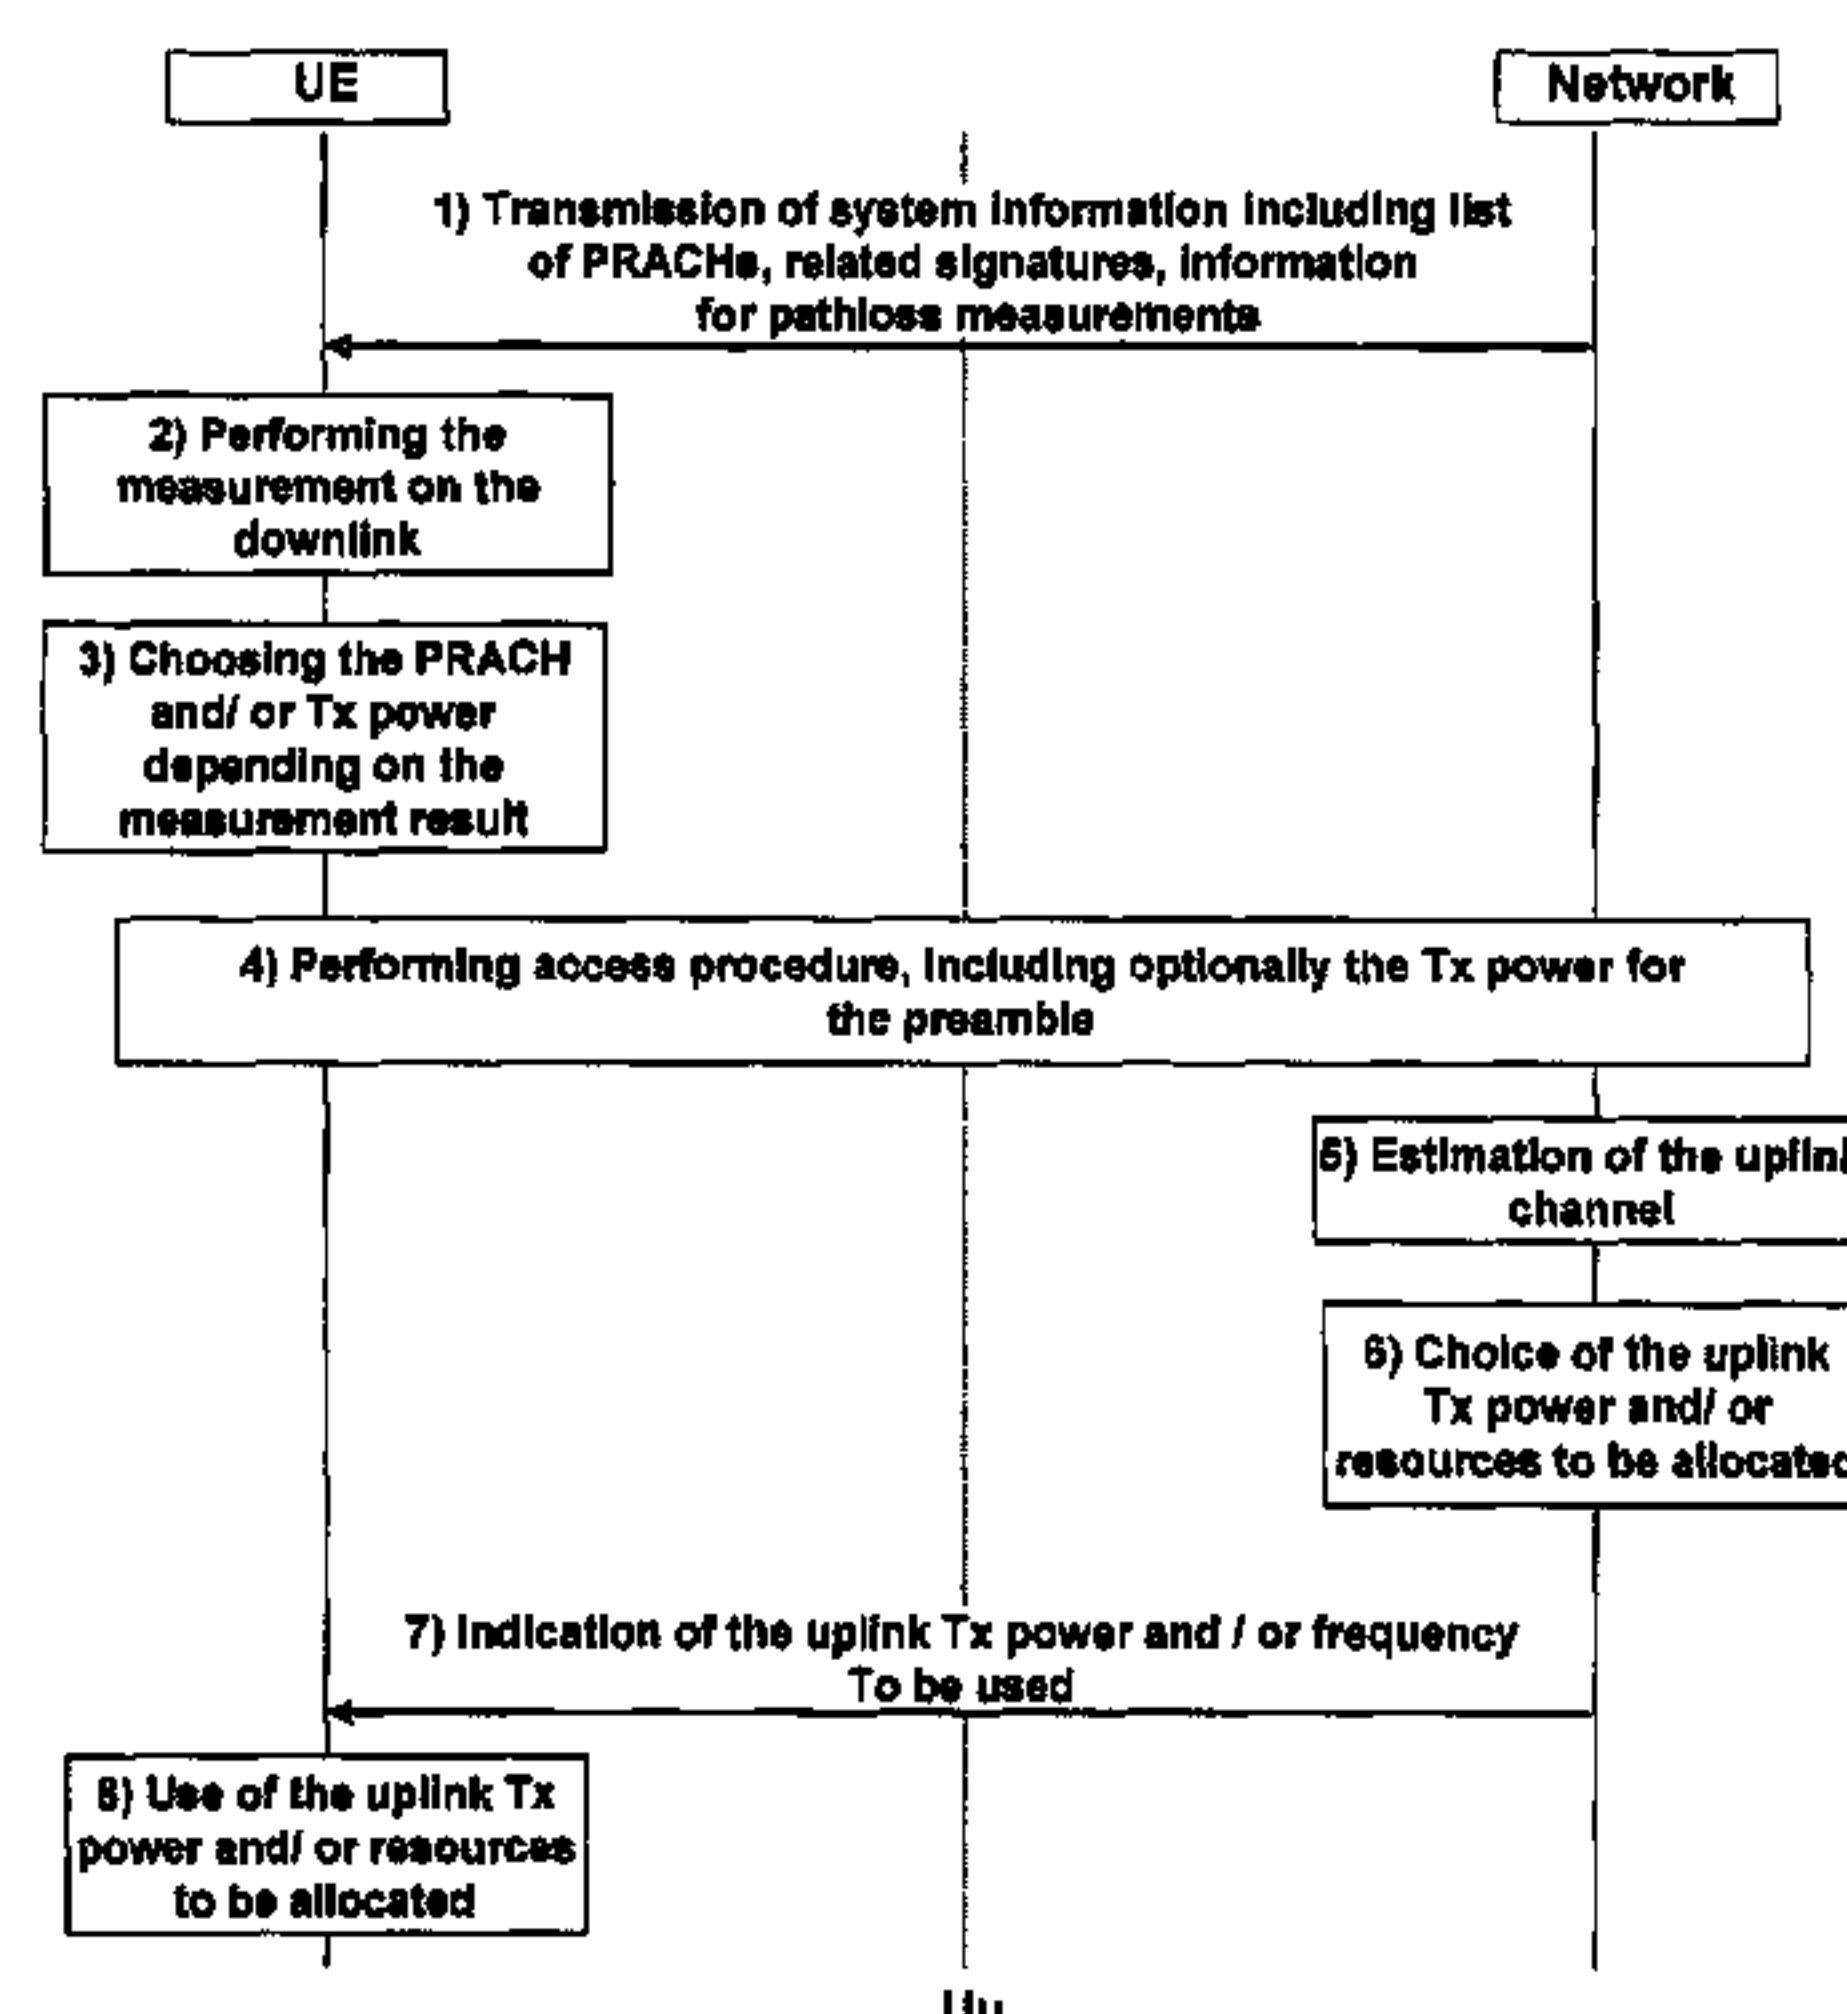 UE
Network
1) Transmission of system information including list
of PRACHs, related signatures, information
for pathloss measurements
2) Performing the
measurement on the
downlink
3) Choosing the PRACH
and/ or Tx power
depending on the
measurement result
4) Performing access procedure, including optionally the Tx power for
the preamble
5) Estimation of the uplink
channel
6) Choice of the uplink
Tx power and/ or
resources to be allocated
7) Indication of the uplink Tx power and / or frequency
To be used
8) Use of the uplink Tx
power and/ or resources
to be allocated
Uu